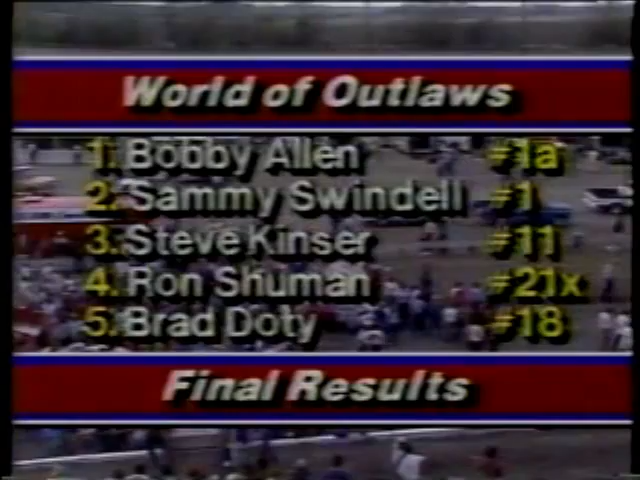 World of Outlaws
1. Bobby Allen #1a
2. Sammy Swindell #1
3. Steve Kinser #11
4. Ron Shuman #21x
5. Brad Doty #18
Final Results